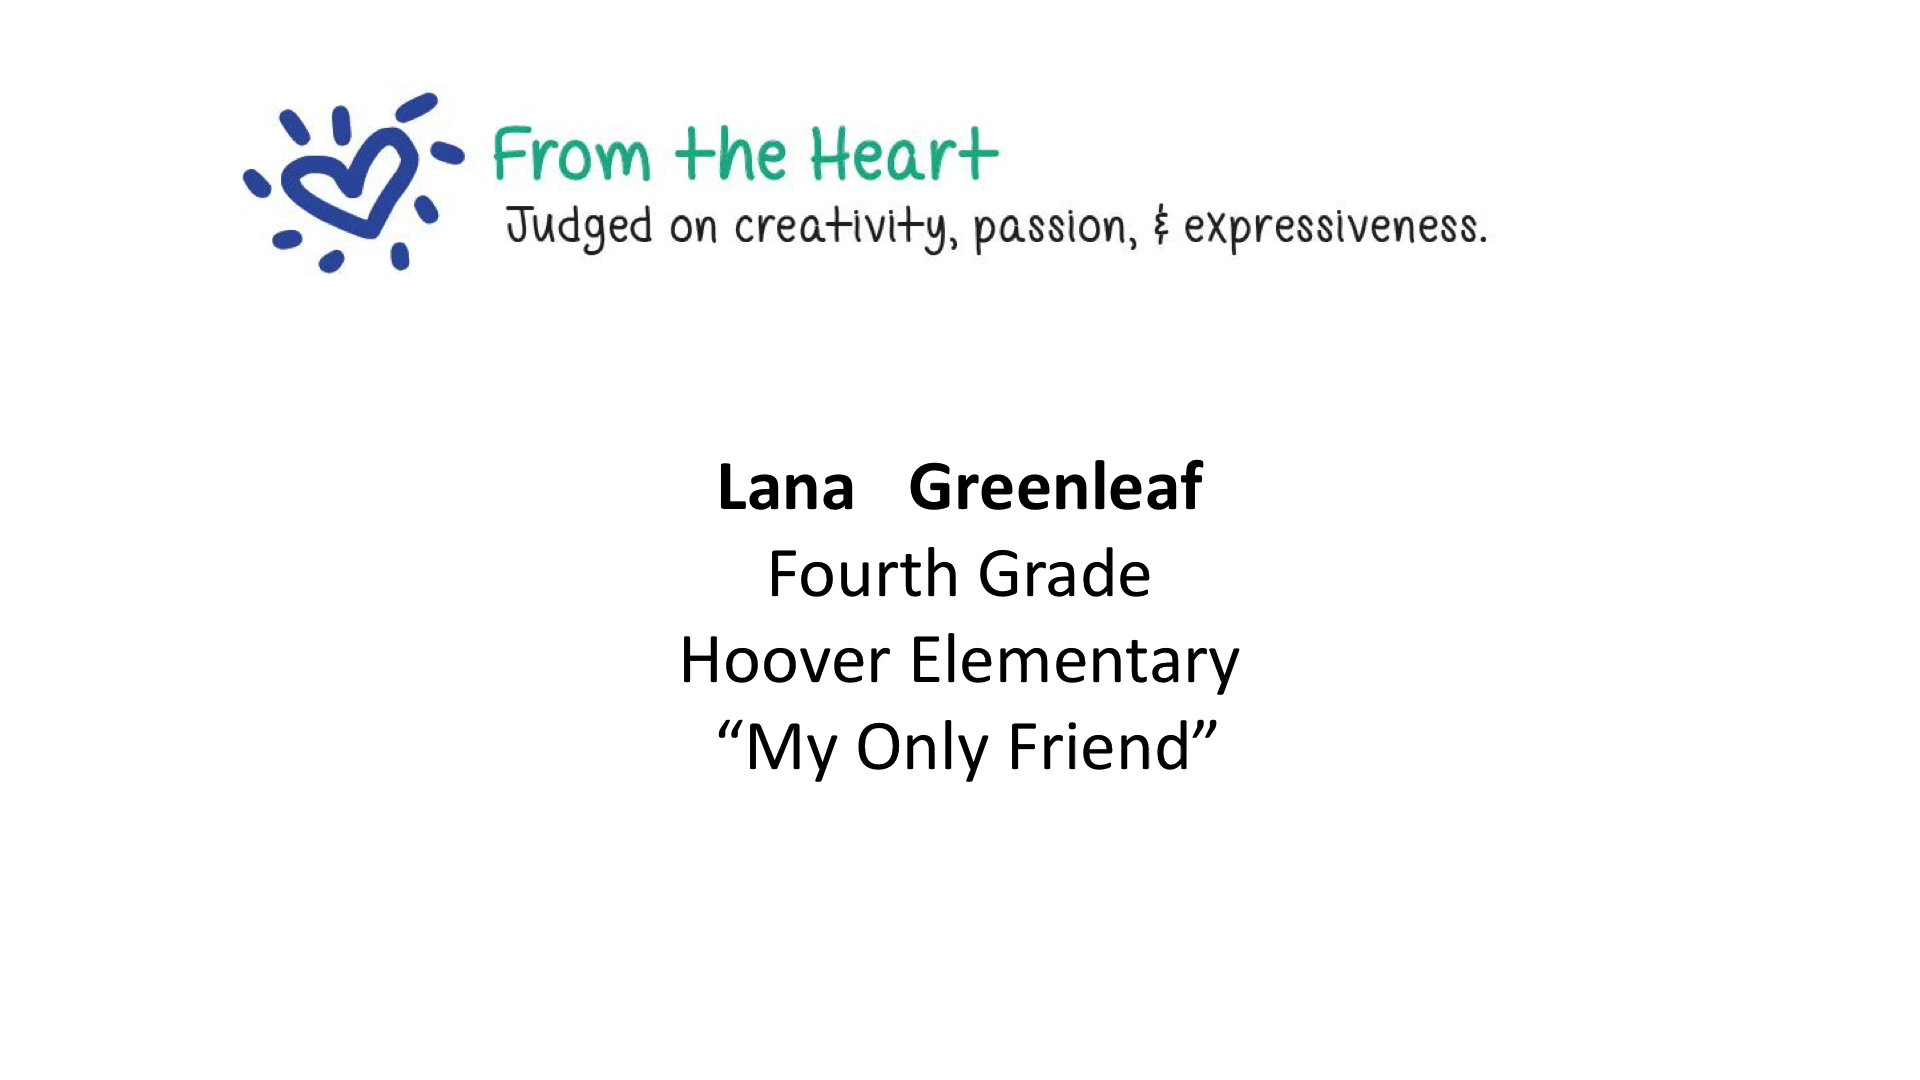 From the Heart
Judged on creativity, passion, & expressiveness.
Lana Greenleaf
Fourth Grade
Hoover Elementary
“My Only Friend”